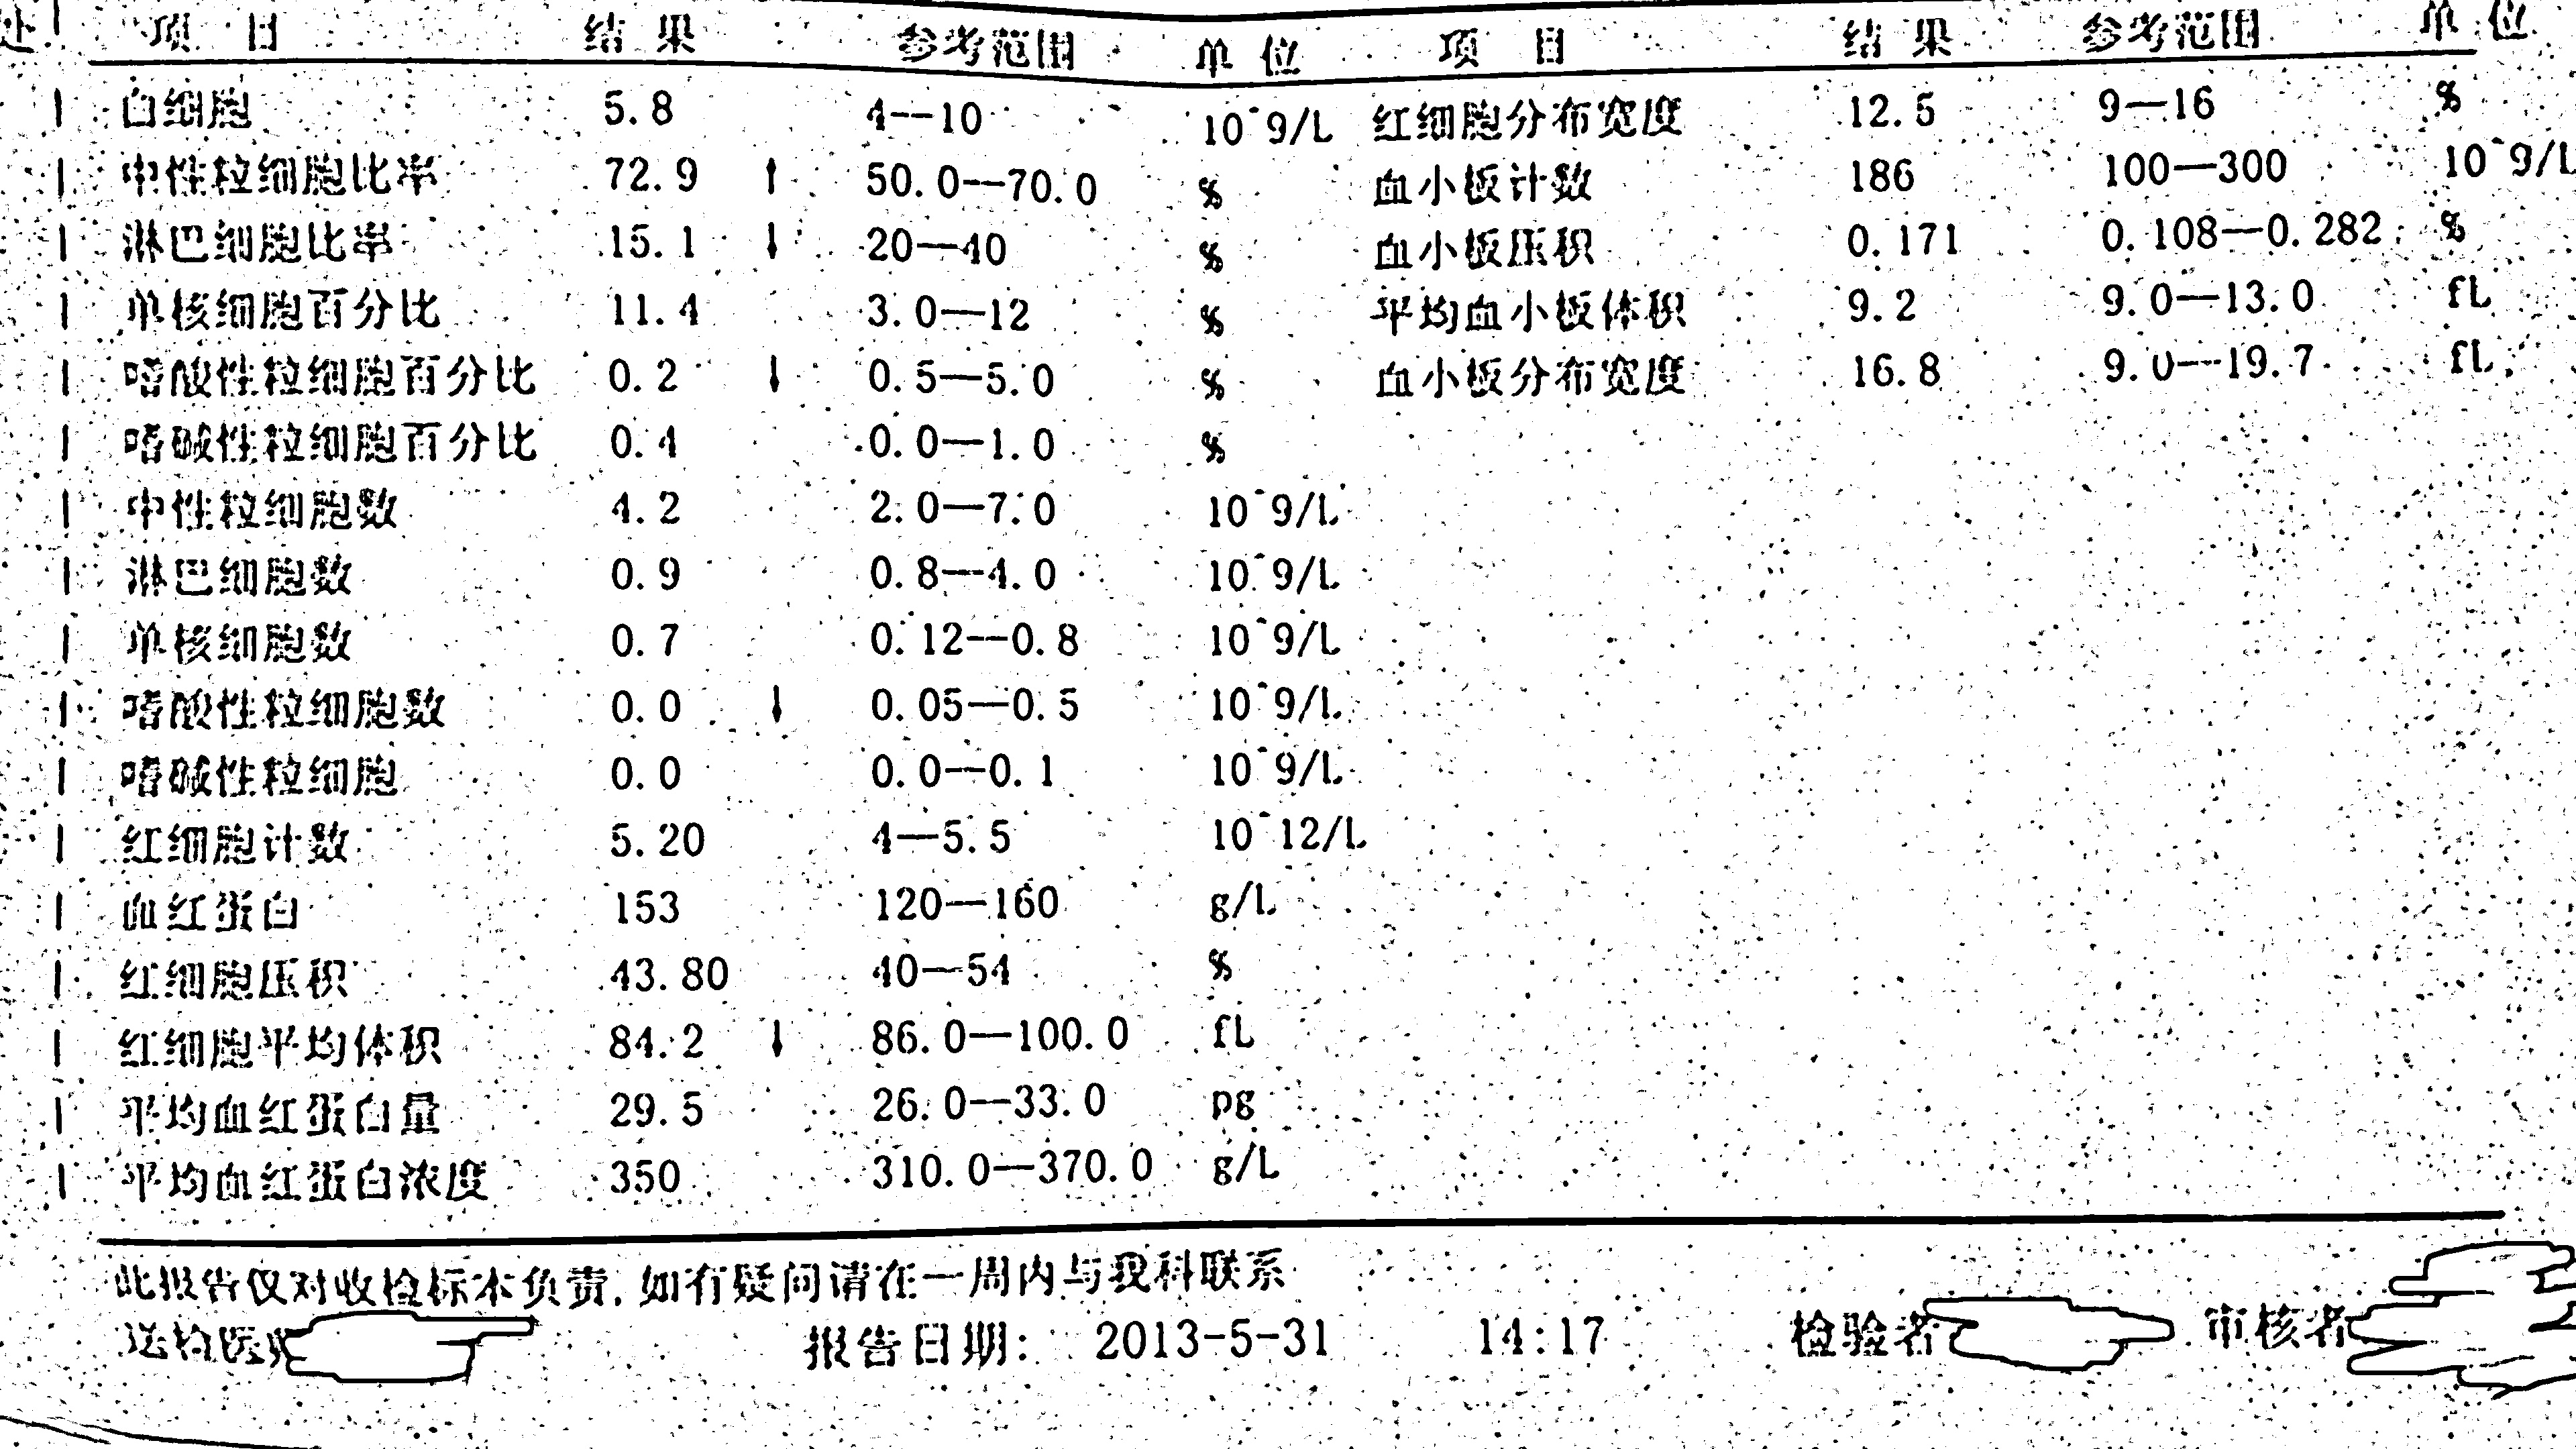 项 目 结 果 参考范围 单 位 项 目 结 果 参考范围 单 位
白细胞 5.8 4--10 10^9/L 红细胞分布宽度 12.5 9—16 %
中性粒细胞比率 72.9 ↑ 50.0—70.0 % 血小板计数 186 100—300 10^9/L
淋巴细胞比率 15.1 ↓ 20—40 % 血小板压积 0.171 0.108—0.282 %
单核细胞百分比 11.4 3.0—12 % 平均血小板体积 9.2 9.0—13.0 fL
嗜酸性粒细胞百分比 0.2 ↓ 0.5—5.0 % 血小板分布宽度 16.8 9.0—19.7 fL
嗜碱性粒细胞百分比 0.4 0.0—1.0 %
中性粒细胞数 4.2 2.0—7.0 10^9/L
淋巴细胞数 0.9 0.8—4.0 10^9/L
单核细胞数 0.7 0.12—0.8 10^9/L
嗜酸性粒细胞数 0.0 ↓ 0.05—0.5 10^9/L
嗜碱性粒细胞 0.0 0.0—0.1 10^9/L
红细胞计数 5.20 4—5.5 10^12/L
血红蛋白 153 120—160 g/L
红细胞压积 43.80 40—54 %
红细胞平均体积 84.2 ↓ 86.0—100.0 fL
平均血红蛋白量 29.5 26.0—33.0 pg
平均血红蛋白浓度 350 310.0—370.0 g/L
此报告仅对收检标本负责,如有疑问请在一周内与我科联系
送检医 报告日期: 2013-5-31 14:17 检验者 审核者